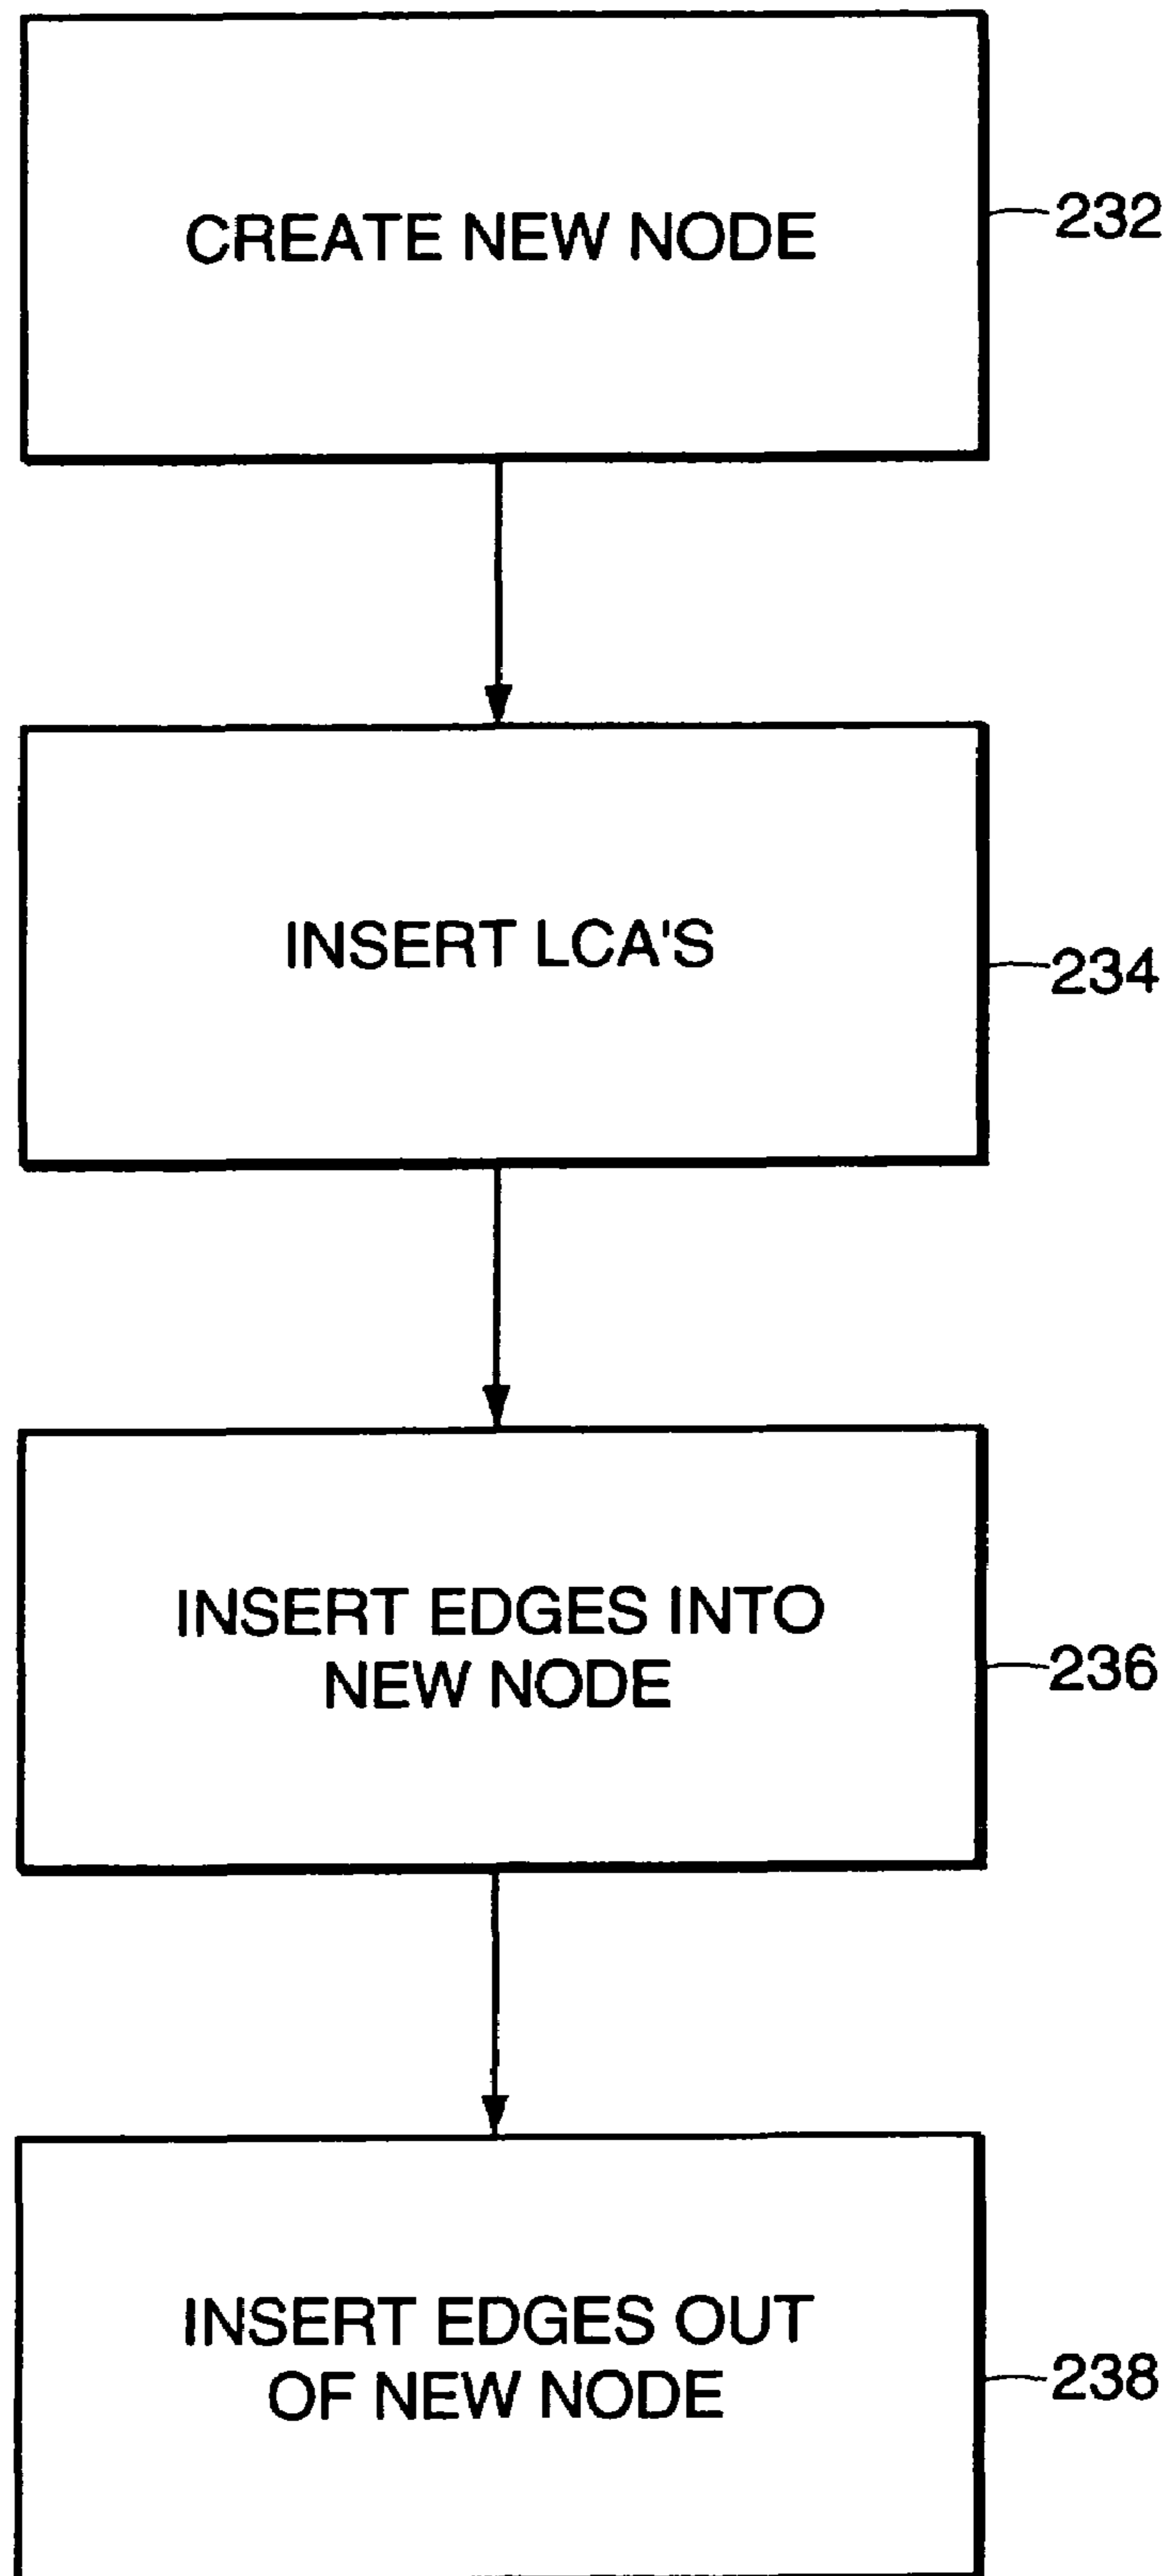 CREATE NEW NODE
232
INSERT LCA'S
234
INSERT EDGES INTO
NEW NODE
236
INSERT EDGES OUT
OF NEW NODE
238